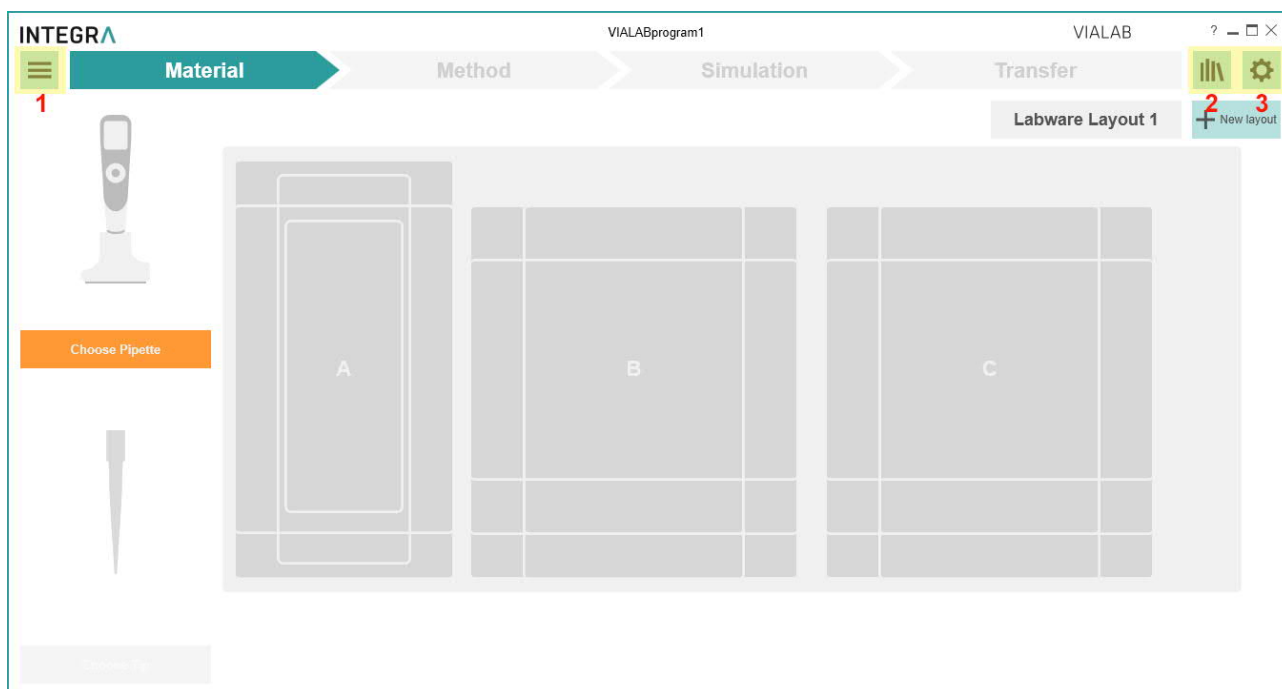 INTEGRA
VIALABprogram1
VIALAB
?
Material
Method
Simulation
Transfer
1
2
3
Labware Layout 1
New layout
Choose Pipette
A
B
C